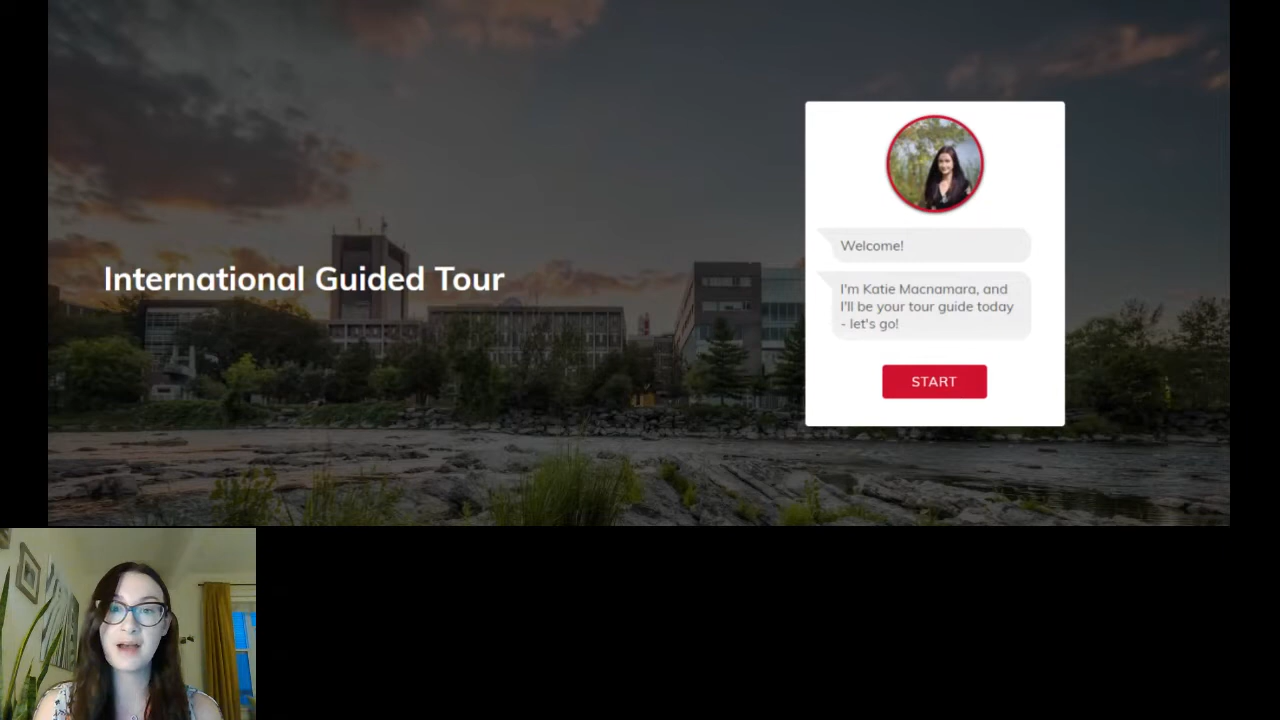 International Guided Tour
Welcome!
I'm Katie Macnamara, and
I'll be your tour guide today
- let's go!
START